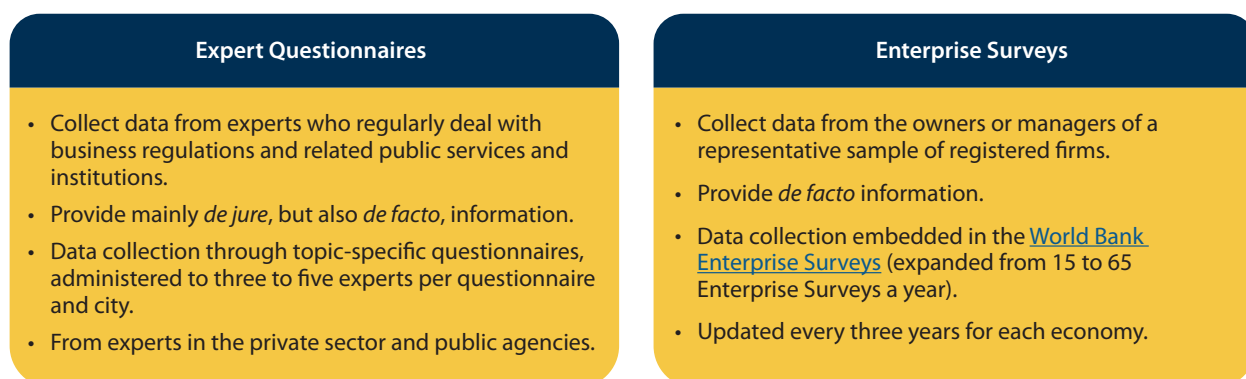 Expert Questionnaires
• Collect data from experts who regularly deal with
business regulations and related public services and
institutions.
• Provide mainly de jure, but also de facto, information.
• Data collection through topic-specific questionnaires,
administered to three to five experts per questionnaire
and city.
• From experts in the private sector and public agencies.
Enterprise Surveys
• Collect data from the owners or managers of a
representative sample of registered firms.
• Provide de facto information.
• Data collection embedded in the World Bank
Enterprise Surveys (expanded from 15 to 65
Enterprise Surveys a year).
• Updated every three years for each economy.